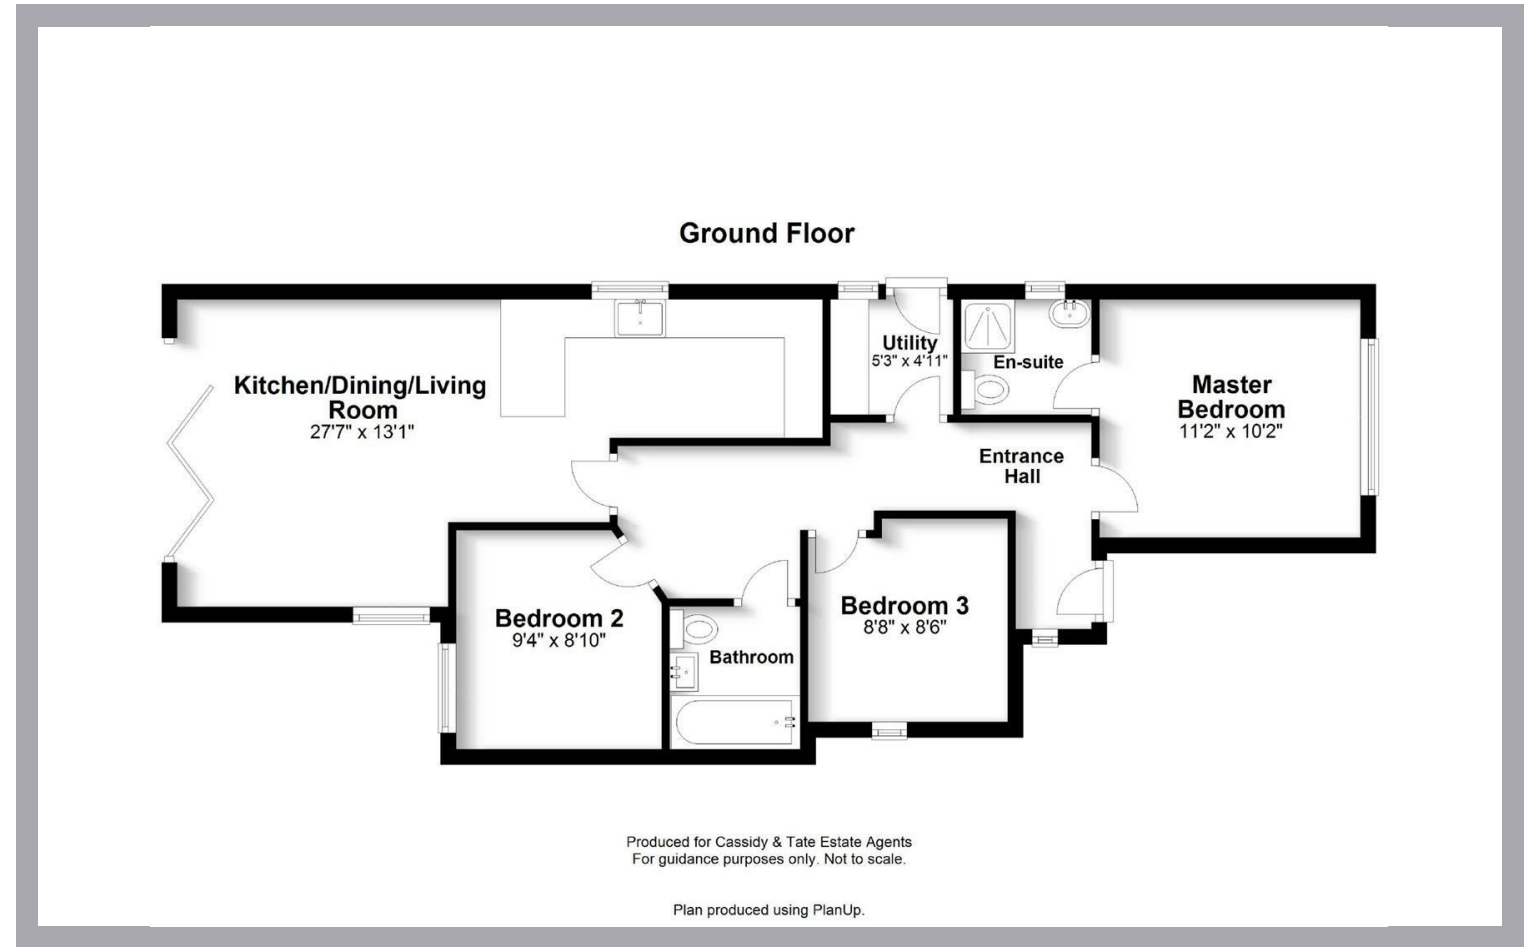 Ground Floor
Kitchen/Dining/Living
Room
27'7" x 13'1"
Utility
5'3" x 4'11"
En-suite
Master
Bedroom
11'2" x 10'2"
Entrance
Hall
Bedroom 2
9'4" x 8'10"
Bathroom
Bedroom 3
8'8" x 8'6"
Produced for Cassidy & Tate Estate Agents
For guidance purposes only. Not to scale.
Plan produced using PlanUp.